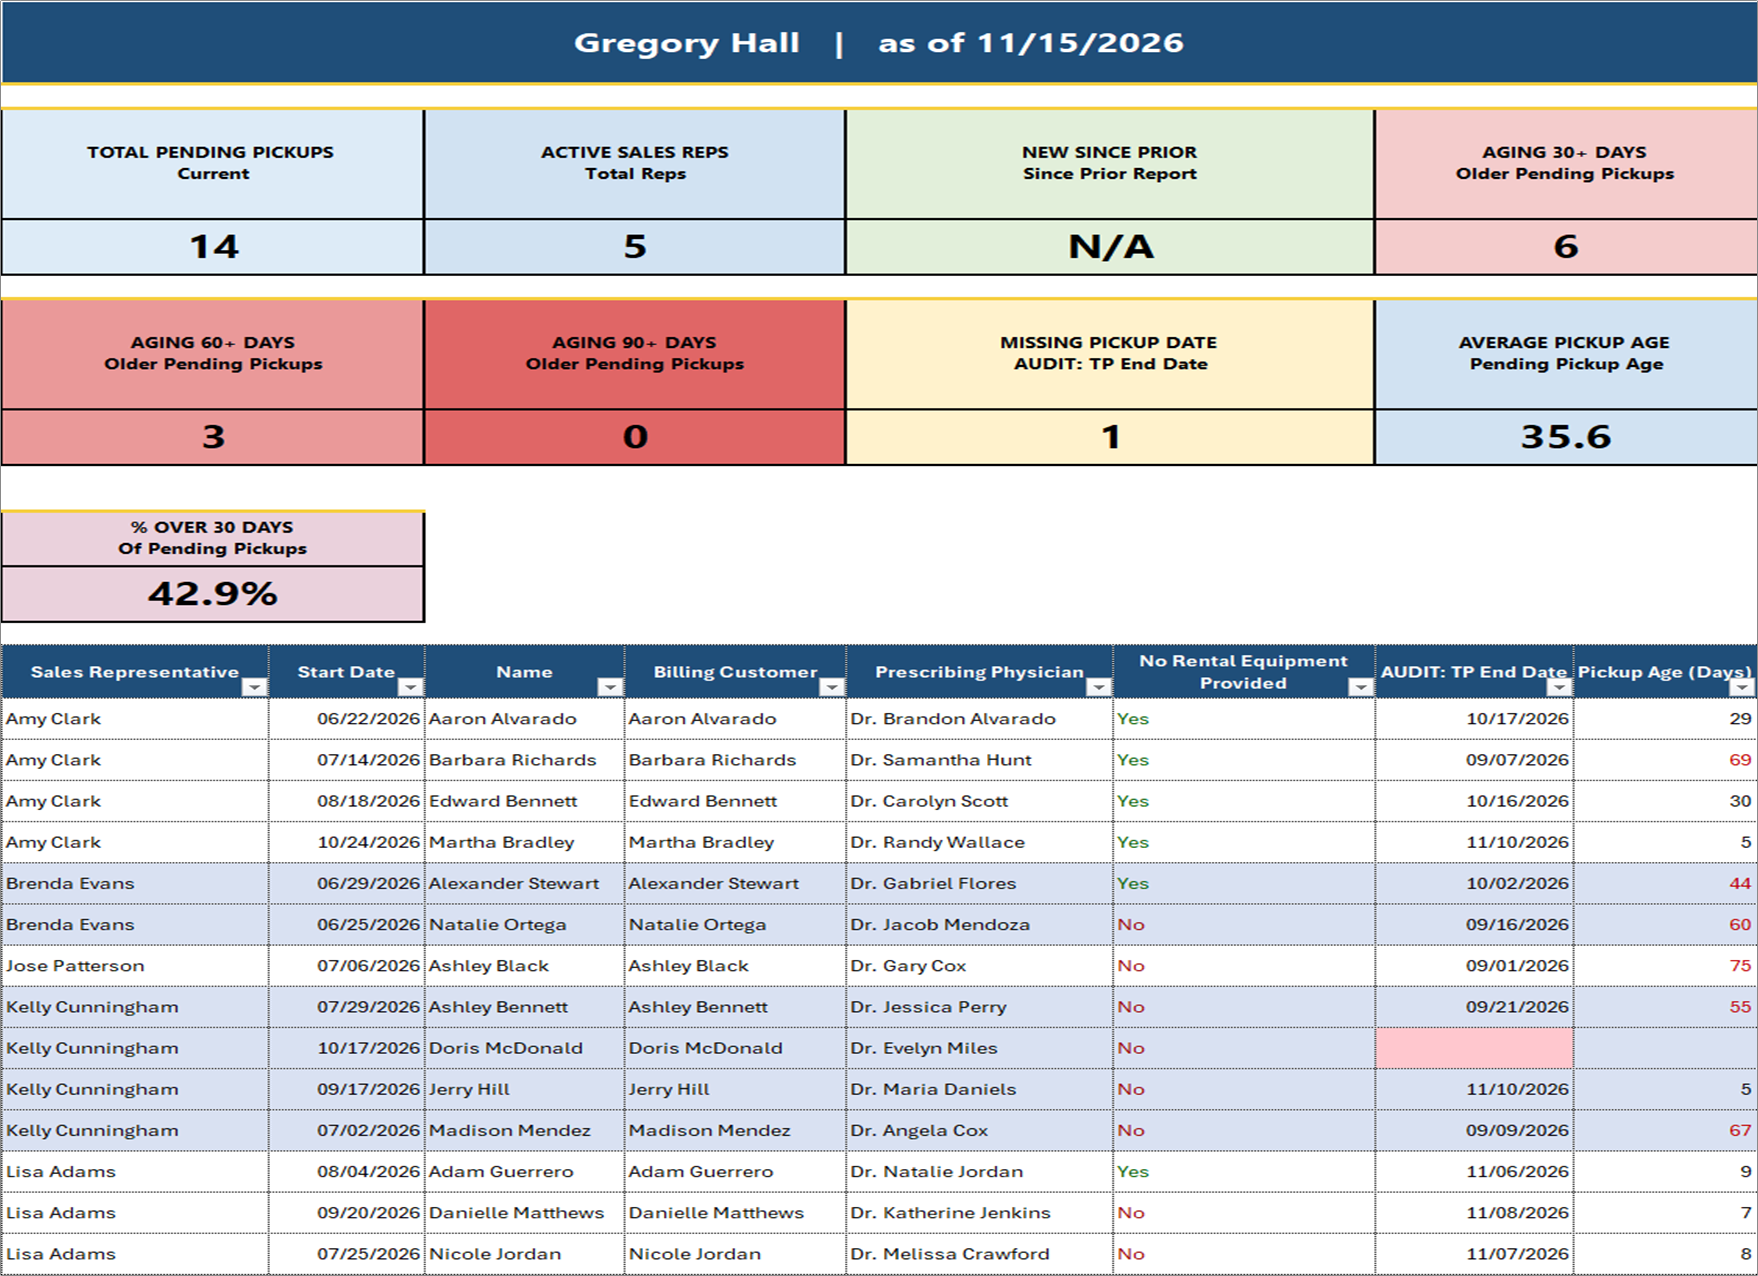 Gregory Hall | as of 11/15/2026
TOTAL PENDING PICKUPS
Current
14
ACTIVE SALES REPS
Total Reps
5
NEW SINCE PRIOR
Since Prior Report
N/A
AGING 30+ DAYS
Older Pending Pickups
6
AGING 60+ DAYS
Older Pending Pickups
3
AGING 90+ DAYS
Older Pending Pickups
0
MISSING PICKUP DATE
AUDIT: TP End Date
1
AVERAGE PICKUP AGE
Pending Pickup Age
35.6
% OVER 30 DAYS
Of Pending Pickups
42.9%
Sales Representative Start Date Name Billing Customer Prescribing Physician No Rental Equipment Provided AUDIT: TP End Date Pickup Age (Days)
Amy Clark 06/22/2026 Aaron Alvarado Aaron Alvarado Dr. Brandon Alvarado Yes 10/17/2026 29
Amy Clark 07/14/2026 Barbara Richards Barbara Richards Dr. Samantha Hunt Yes 09/07/2026 69
Amy Clark 08/18/2026 Edward Bennett Edward Bennett Dr. Carolyn Scott Yes 10/16/2026 30
Amy Clark 10/24/2026 Martha Bradley Martha Bradley Dr. Randy Wallace Yes 11/10/2026 5
Brenda Evans 06/29/2026 Alexander Stewart Alexander Stewart Dr. Gabriel Flores Yes 10/02/2026 44
Brenda Evans 06/25/2026 Natalie Ortega Natalie Ortega Dr. Jacob Mendoza No 09/16/2026 60
Jose Patterson 07/06/2026 Ashley Black Ashley Black Dr. Gary Cox No 09/01/2026 75
Kelly Cunningham 07/29/2026 Ashley Bennett Ashley Bennett Dr. Jessica Perry No 09/21/2026 55
Kelly Cunningham 10/17/2026 Doris McDonald Doris McDonald Dr. Evelyn Miles No
Kelly Cunningham 09/17/2026 Jerry Hill Jerry Hill Dr. Maria Daniels No 11/10/2026 5
Kelly Cunningham 07/02/2026 Madison Mendez Madison Mendez Dr. Angela Cox No 09/09/2026 67
Lisa Adams 08/04/2026 Adam Guerrero Adam Guerrero Dr. Natalie Jordan Yes 11/06/2026 9
Lisa Adams 09/20/2026 Danielle Matthews Danielle Matthews Dr. Katherine Jenkins No 11/08/2026 7
Lisa Adams 07/25/2026 Nicole Jordan Nicole Jordan Dr. Melissa Crawford No 11/07/2026 8